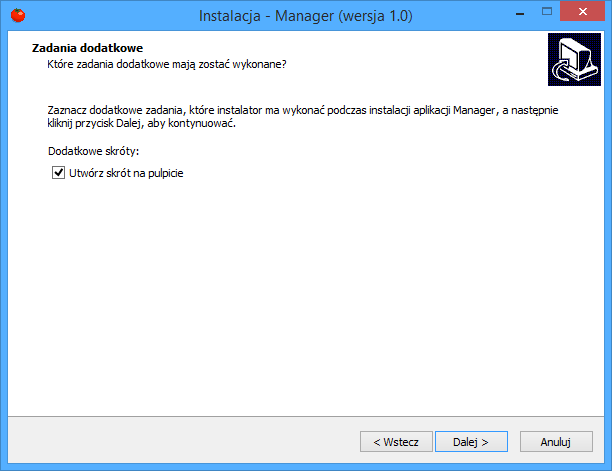 Instalacja - Manager (wersja 1.0)
Zadania dodatkowe
Które zadania dodatkowe mają zostać wykonane?
Zaznacz dodatkowe zadania, które instalator ma wykonać podczas instalacji aplikacji Manager, a następnie
kliknij przycisk Dalej, aby kontynuować.
Dodatkowe skróty:
Utwórz skrót na pulpicie
< Wstecz
Dalej >
Anuluj